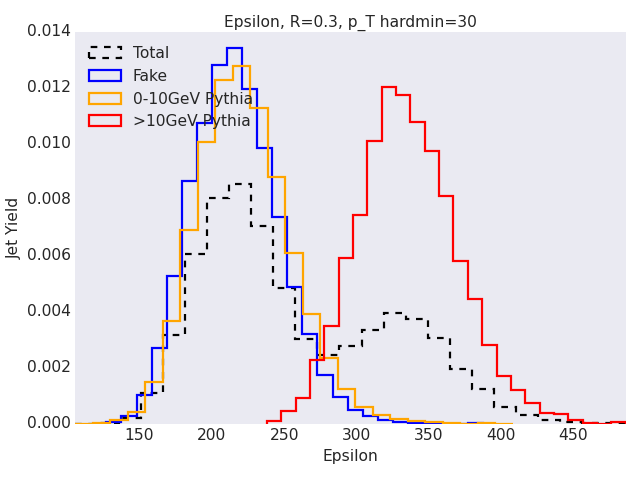 Epsilon, R=0.3, p_T hardmin=30
Total
Fake
0-10GeV Pythia
>10GeV Pythia
Jet Yield
0.014
0.012
0.010
0.008
0.006
0.004
0.002
0.000
150 200 250 300 350 400 450
Epsilon